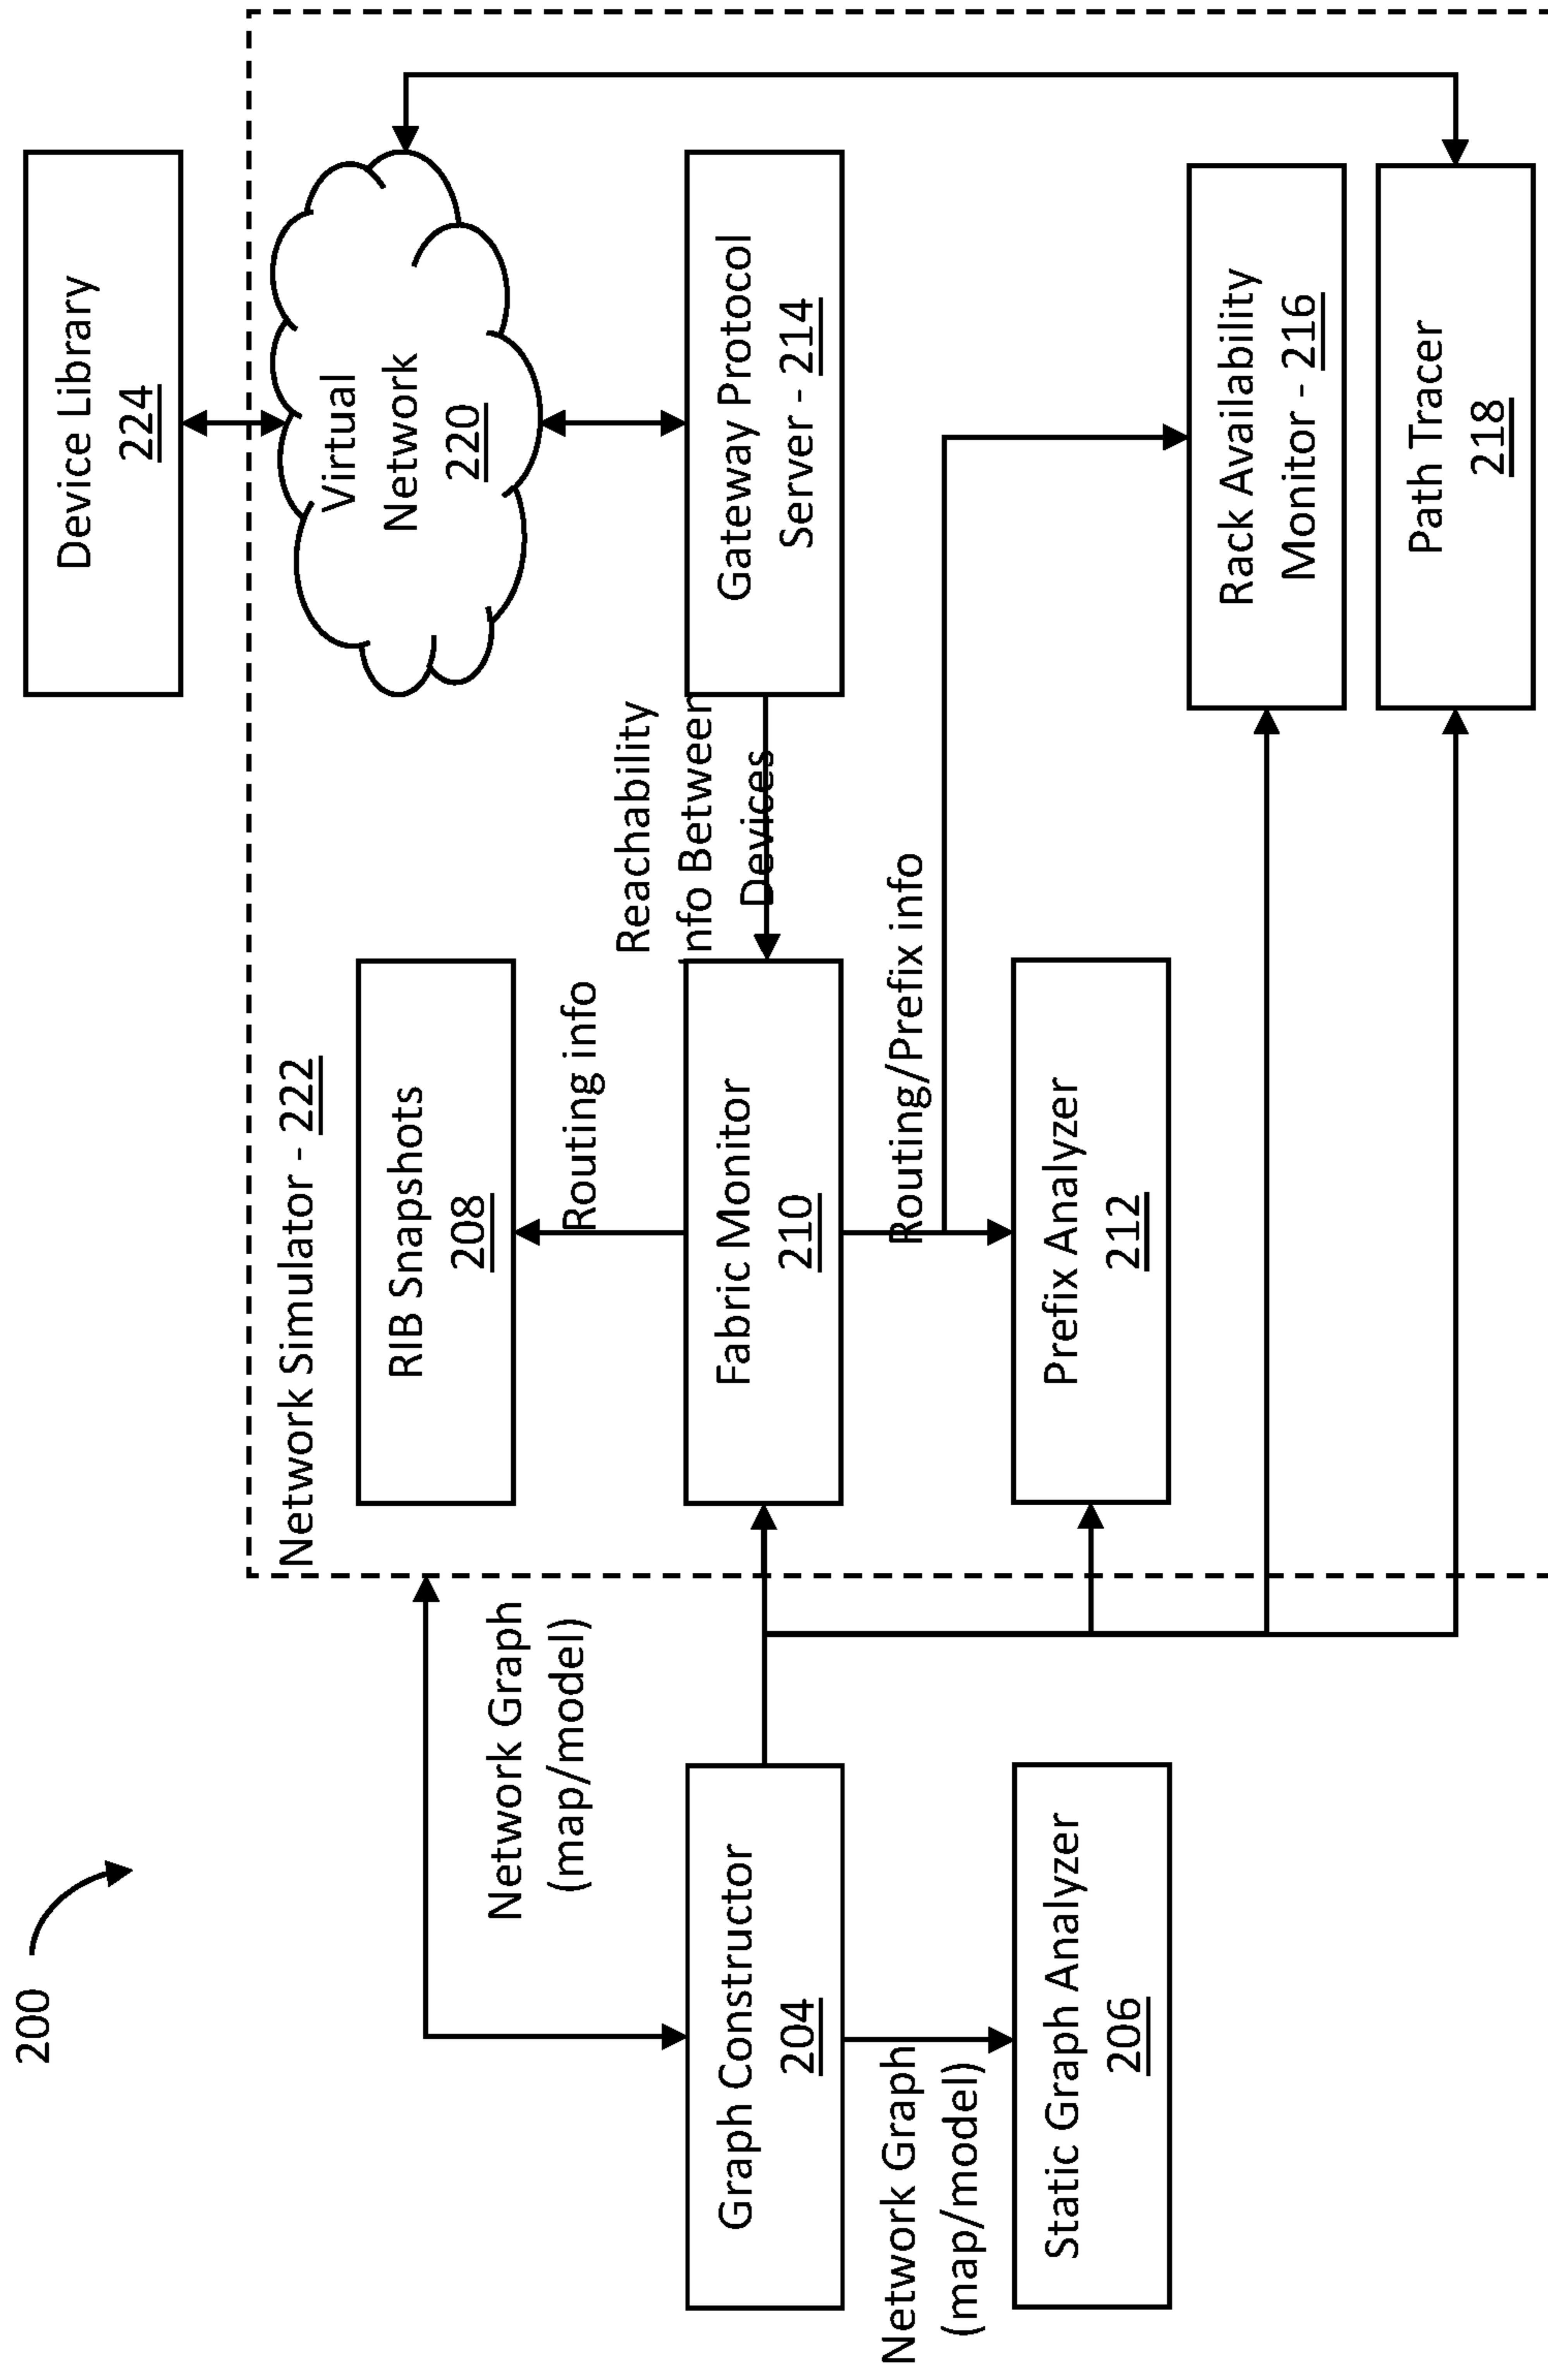 200
Device Library
224
Network Simulator - 222
Virtual
Network
220
RIB Snapshots
208
Network Graph
(map/model)
Routing info
Reachability
Info Between
Devices
Graph Constructor
204
Fabric Monitor
210
Gateway Protocol
Server - 214
Network Graph
(map/model)
Routing/Prefix info
Static Graph Analyzer
206
Prefix Analyzer
212
Rack Availability
Monitor - 216
Path Tracer
218